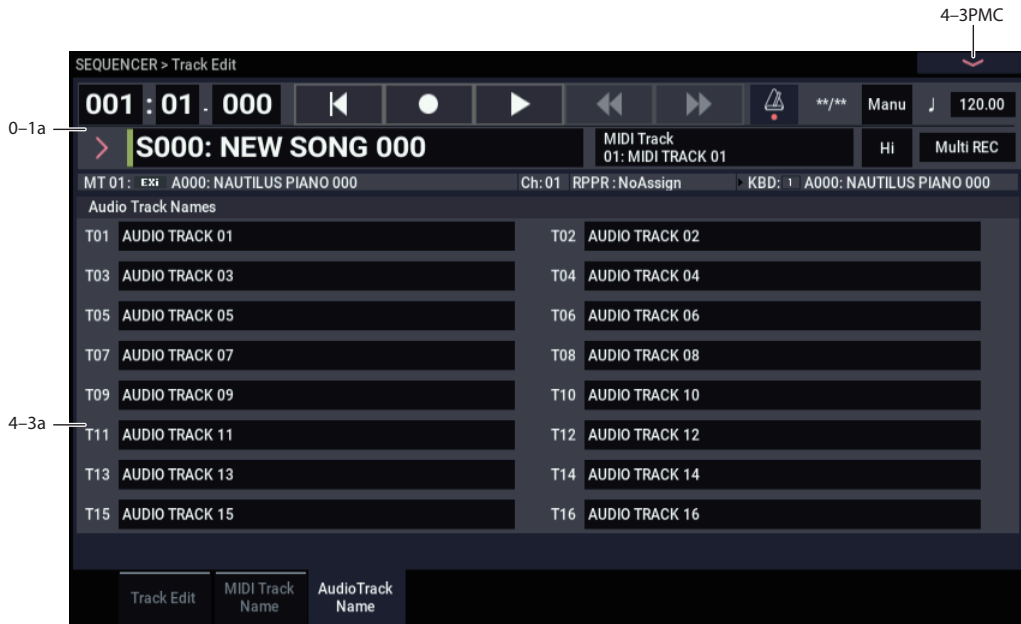 4–3PMC
SEQUENCER > Track Edit
001 : 01 . 000 **/** Manu ♩ 120.00
0–1a
S000: NEW SONG 000 MIDI Track Hi Multi REC
01: MIDI TRACK 01
MT 01: EXi A000: NAUTILUS PIANO 000 Ch: 01 RPPR : NoAssign KBD: 1 A000: NAUTILUS PIANO 000
Audio Track Names
T01 AUDIO TRACK 01 T02 AUDIO TRACK 02
T03 AUDIO TRACK 03 T04 AUDIO TRACK 04
T05 AUDIO TRACK 05 T06 AUDIO TRACK 06
T07 AUDIO TRACK 07 T08 AUDIO TRACK 08
T09 AUDIO TRACK 09 T10 AUDIO TRACK 10
4–3a
T11 AUDIO TRACK 11 T12 AUDIO TRACK 12
T13 AUDIO TRACK 13 T14 AUDIO TRACK 14
T15 AUDIO TRACK 15 T16 AUDIO TRACK 16
Track Edit MIDI Track AudioTrack
Name Name